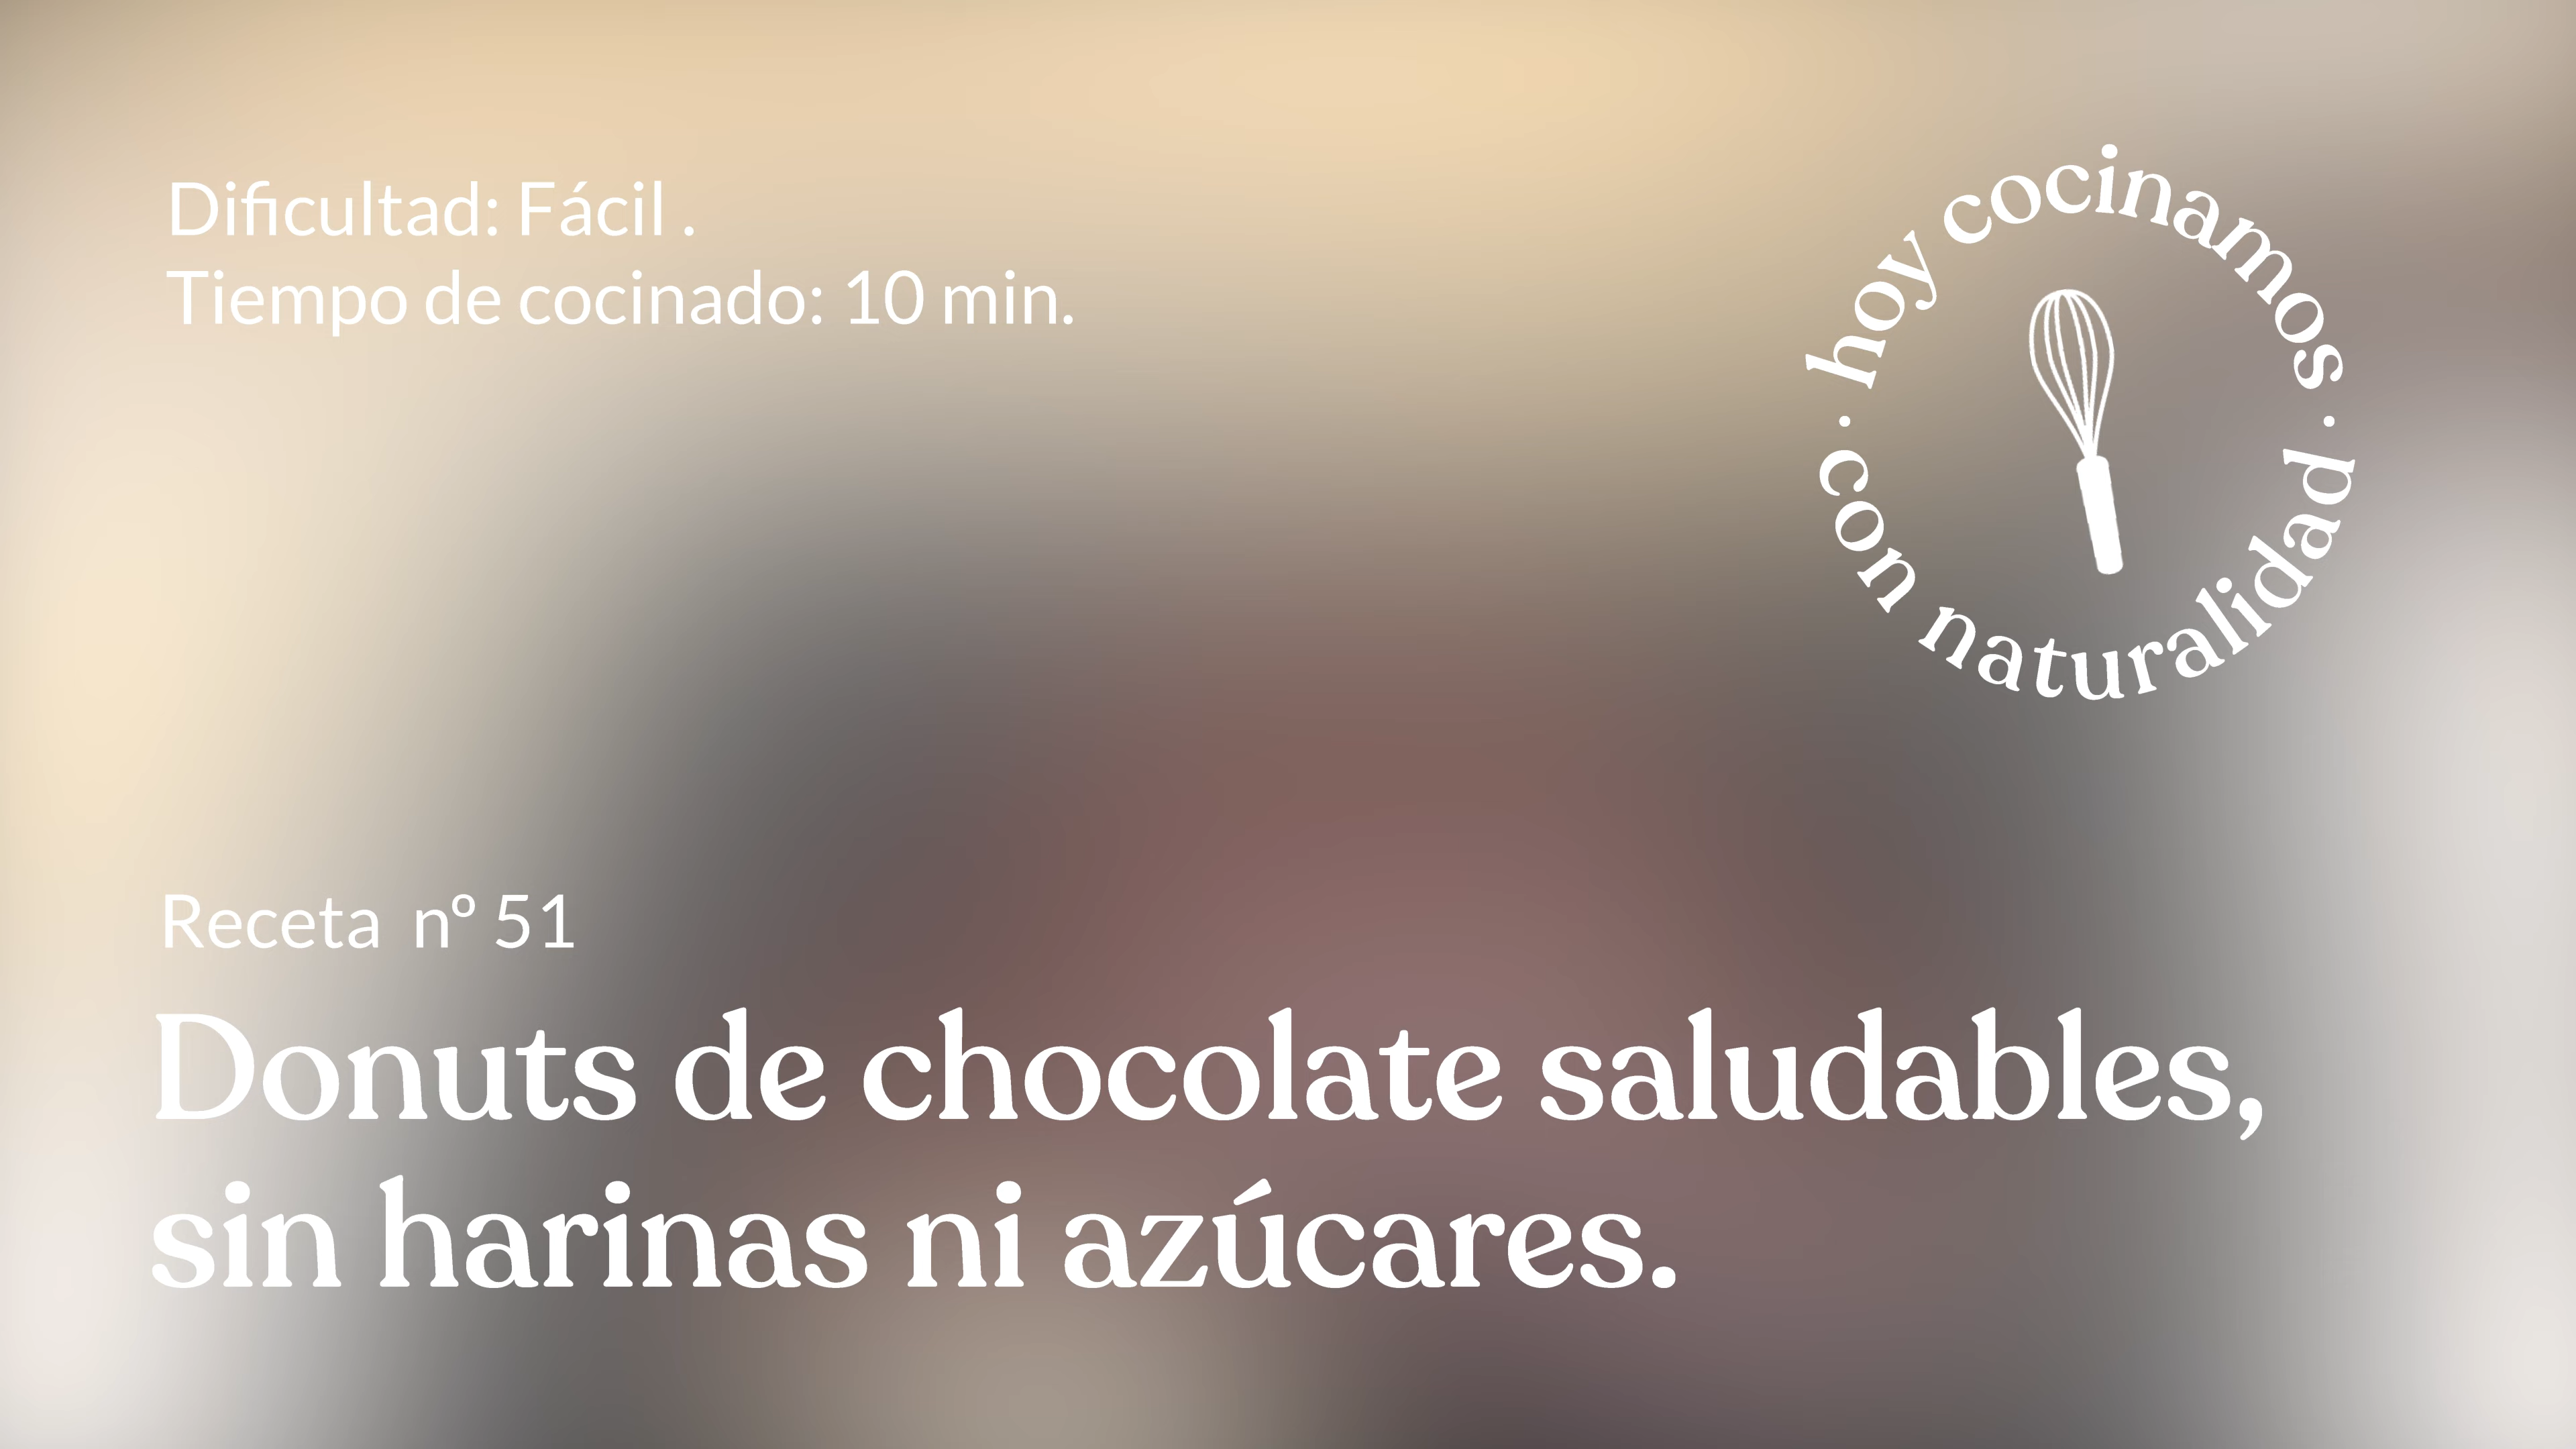 Dificultad: Fácil .
Tiempo de cocinado: 10 min.
· hoy cocinamos ·
con naturalidad
Receta nº 51
Donuts de chocolate saludables,
sin harinas ni azúcares.